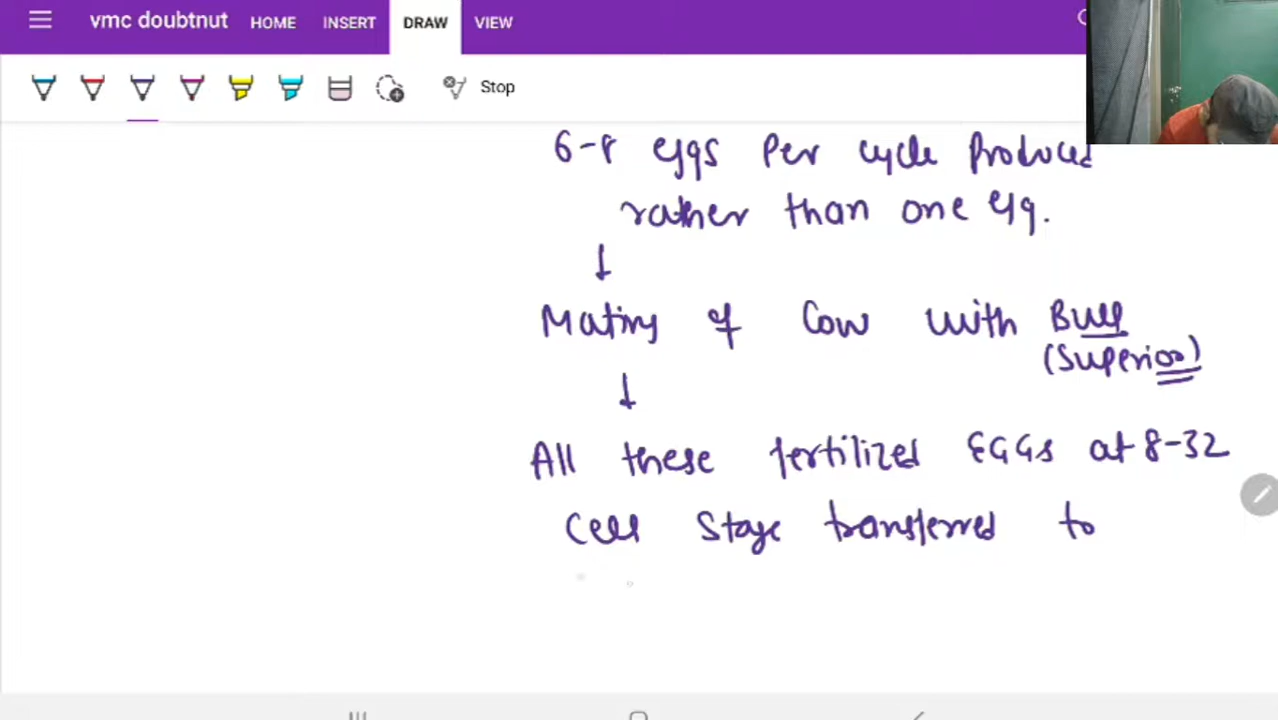 vmc doubtnut HOME INSERT DRAW VIEW
Stop
6-8 eggs Per cycle Produced
rather than one egg.
Mating of Cow with Bull
(Superior)
All these fertilized EGGs at 8-32
Cell Stage transferred to